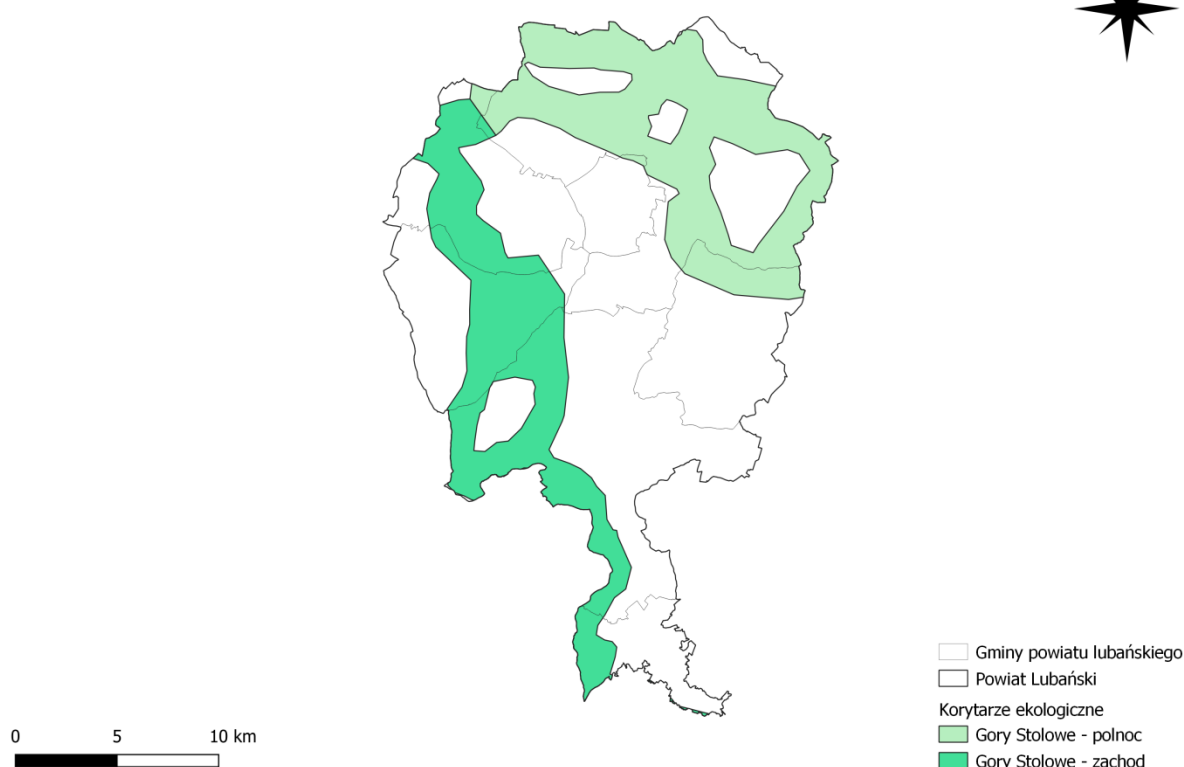 Gminy powiatu lubańskiego
Powiat Lubański
Korytarze ekologiczne
Gory Stolowe - polnoc
Gory Stolowe - zachod
0 5 10 km